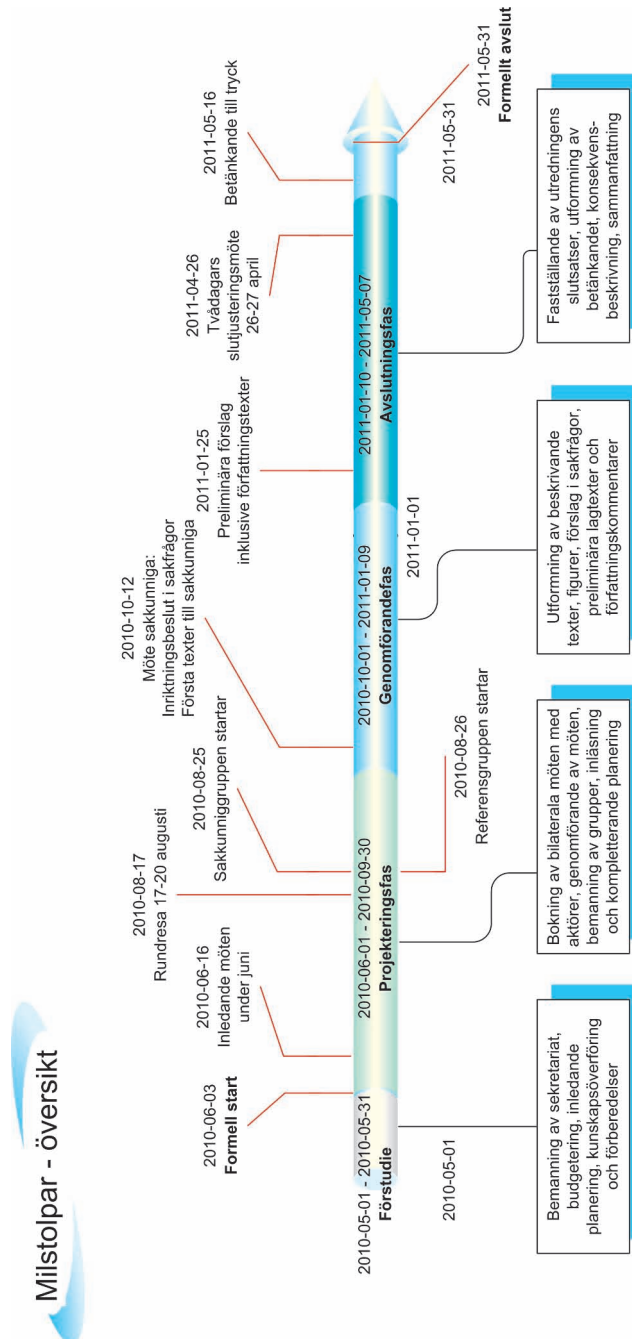 Milstolpar - översikt
2010-06-03
Formell start
2010-06-16
Inledande möten
under juni
2010-08-17
Rundresa 17-20 augusti
2010-08-25
Sakkunniggruppen startar
2010-10-12
Möte sakkunniga:
Inriktningsbeslut i sakfrågor
Första texter till sakkunniga
2011-01-25
Preliminära förslag
inklusive författningstexter
2011-04-26
Tvådagars
slutjusteringsmöte
26-27 april
2011-05-16
Betänkande till tryck
2010-05-01 - 2010-05-31
Förstudie
2010-06-01 - 2010-09-30
Projekteringsfas
2010-10-01 - 2011-01-09
Genomförandefas
2011-01-10 - 2011-05-07
Avslutningsfas
2010-05-01
2010-08-26
Referensgruppen startar
2011-01-01
2011-05-31
2011-05-31
Formellt avslut
Bemanning av sekretariat,
budgetering, inledande
planering, kunskapsöverföring
och förberedelser
Bokning av bilaterala möten med
aktörer, genomförande av möten,
bemanning av grupper, inläsning
och kompletterande planering
Utformning av beskrivande
texter, figurer, förslag i sakfrågor,
preliminära lagtexter och
författningskommentarer
Fastställande av utredningens
slutsatser, utformning av
betänkandet, konsekvens-
beskrivning, sammanfattning